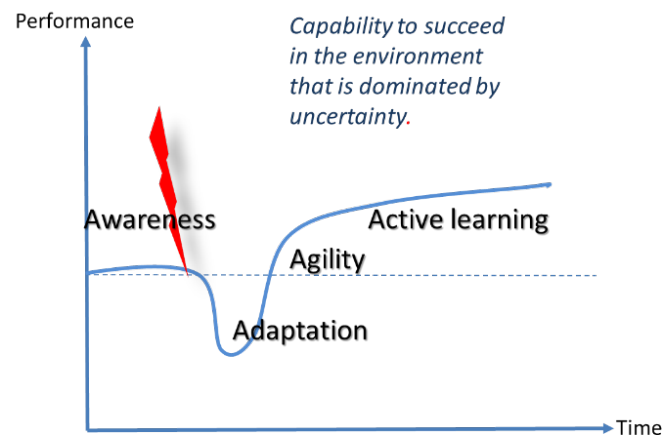 Performance
Capability to succeed
in the environment
that is dominated by
uncertainty.
Awareness
Active learning
Agility
Adaptation
Time